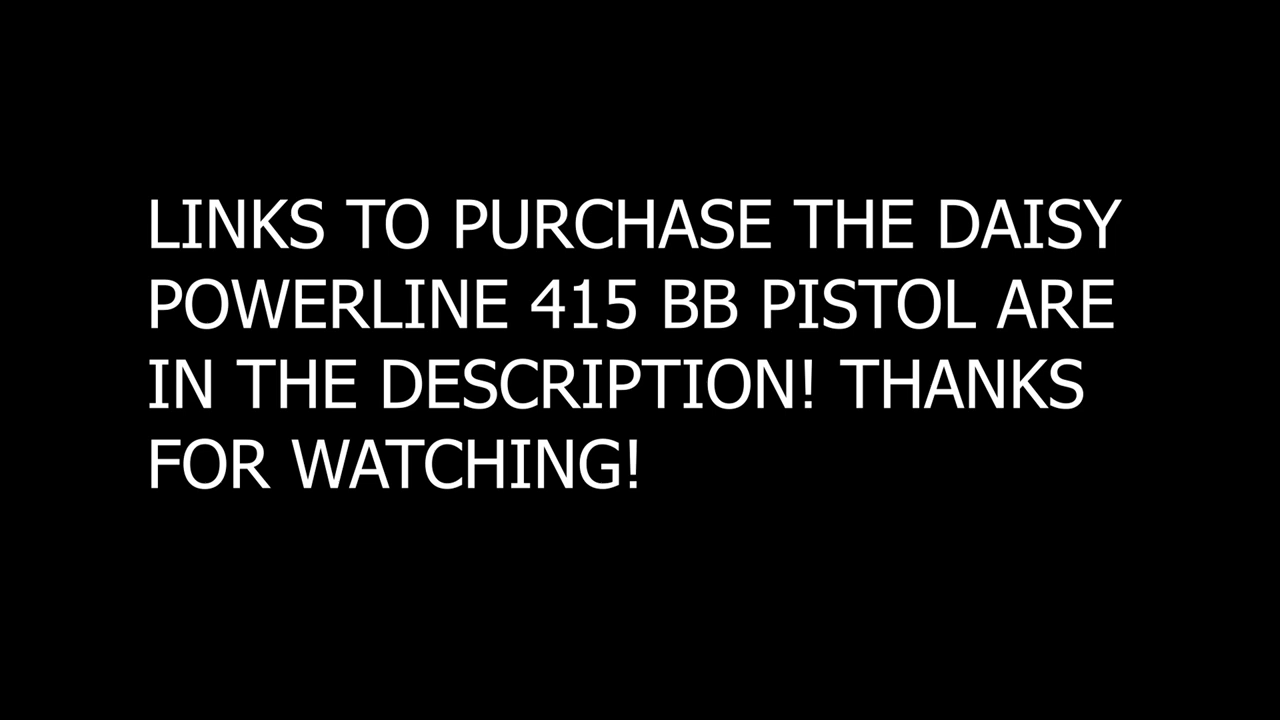 LINKS TO PURCHASE THE DAISY
POWERLINE 415 BB PISTOL ARE
IN THE DESCRIPTION! THANKS
FOR WATCHING!